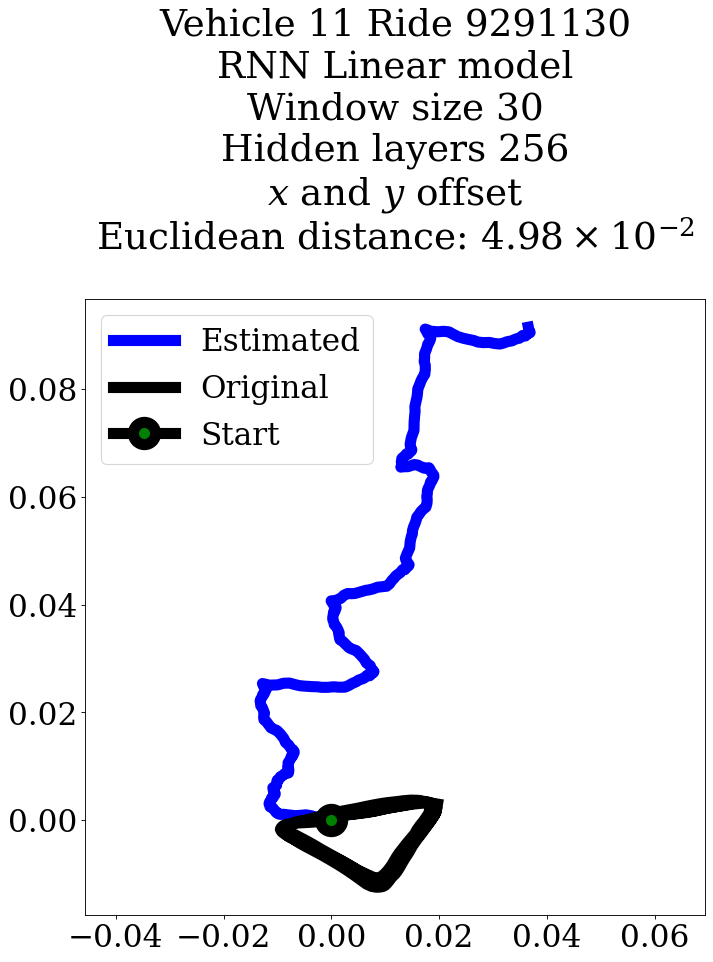 Vehicle 11 Ride 9291130
RNN Linear model
Window size 30
Hidden layers 256
x and y offset
Euclidean distance: 4.98 × 10⁻²
Estimated
Original
Start
0.08
0.06
0.04
0.02
0.00
−0.04 −0.02 0.00 0.02 0.04 0.06